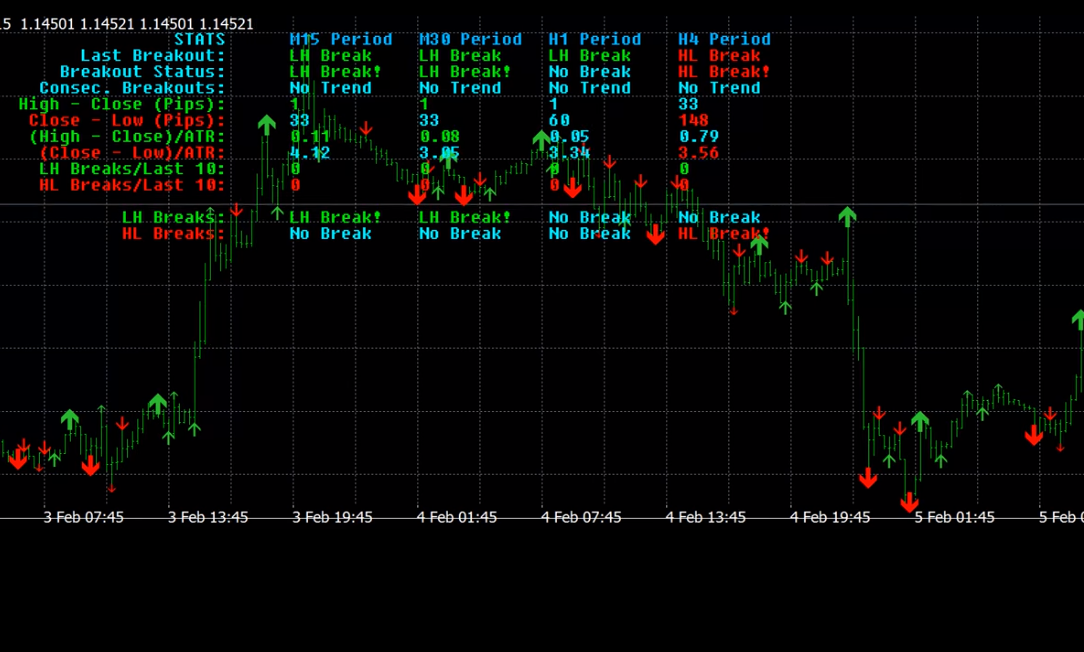 5 1.14501 1.14521 1.14501 1.14521
STATS M15 Period M30 Period H1 Period H4 Period
Last Breakout: LH Break LH Break LH Break HL Break
Breakout Status: LH Break! LH Break! No Break HL Break!
Consec. Breakouts: No Trend No Trend No Trend No Trend
High - Close (Pips): 1 1 1 33
Close - Low (Pips): 33 33 60 148
(High - Close)/ATR: 0.11 0.08 0.05 0.79
(Close - Low)/ATR: 4.12 3.05 3.34 3.56
LH Breaks/Last 10: 0 0 0 0
HL Breaks/Last 10: 0 0 0 0
LH Breaks: LH Break! LH Break! No Break No Break
HL Breaks: No Break No Break No Break HL Break!
3 Feb 07:45 3 Feb 13:45 3 Feb 19:45 4 Feb 01:45 4 Feb 07:45 4 Feb 13:45 4 Feb 19:45 5 Feb 01:45 5 Feb